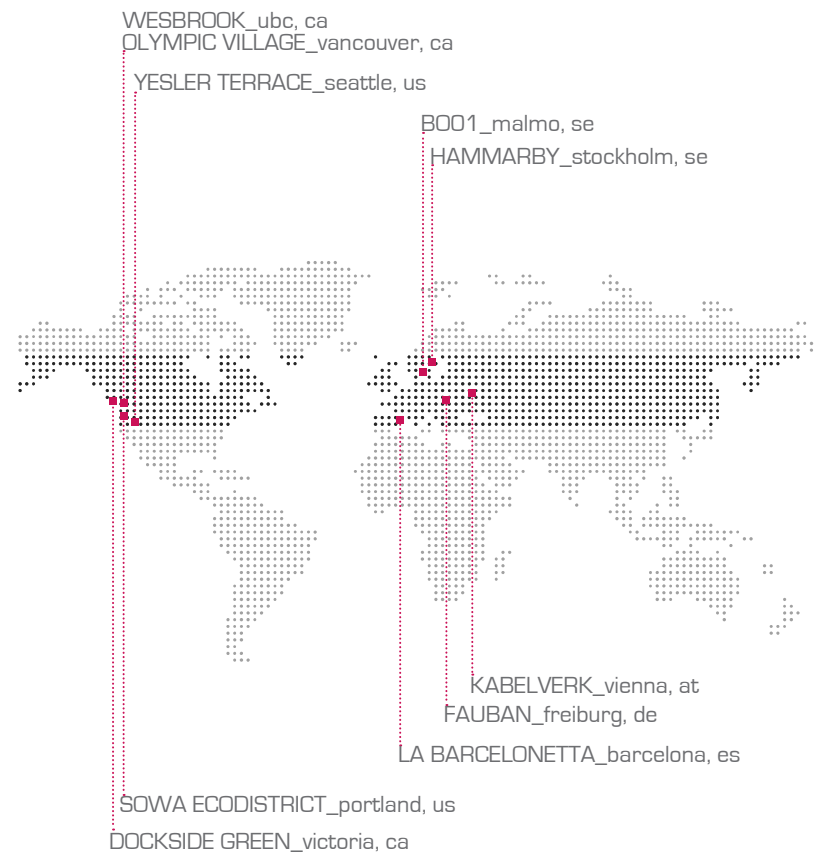 WESBROOK_ubc, ca
OLYMPIC VILLAGE_vancouver, ca
YESLER TERRACE_seattle, us
BO01_malmo, se
HAMMARBY_stockholm, se
KABELVERK_vienna, at
FAUBAN_freiburg, de
LA BARCELONETTA_barcelona, es
SOWA ECODISTRICT_portland, us
DOCKSIDE GREEN_victoria, ca